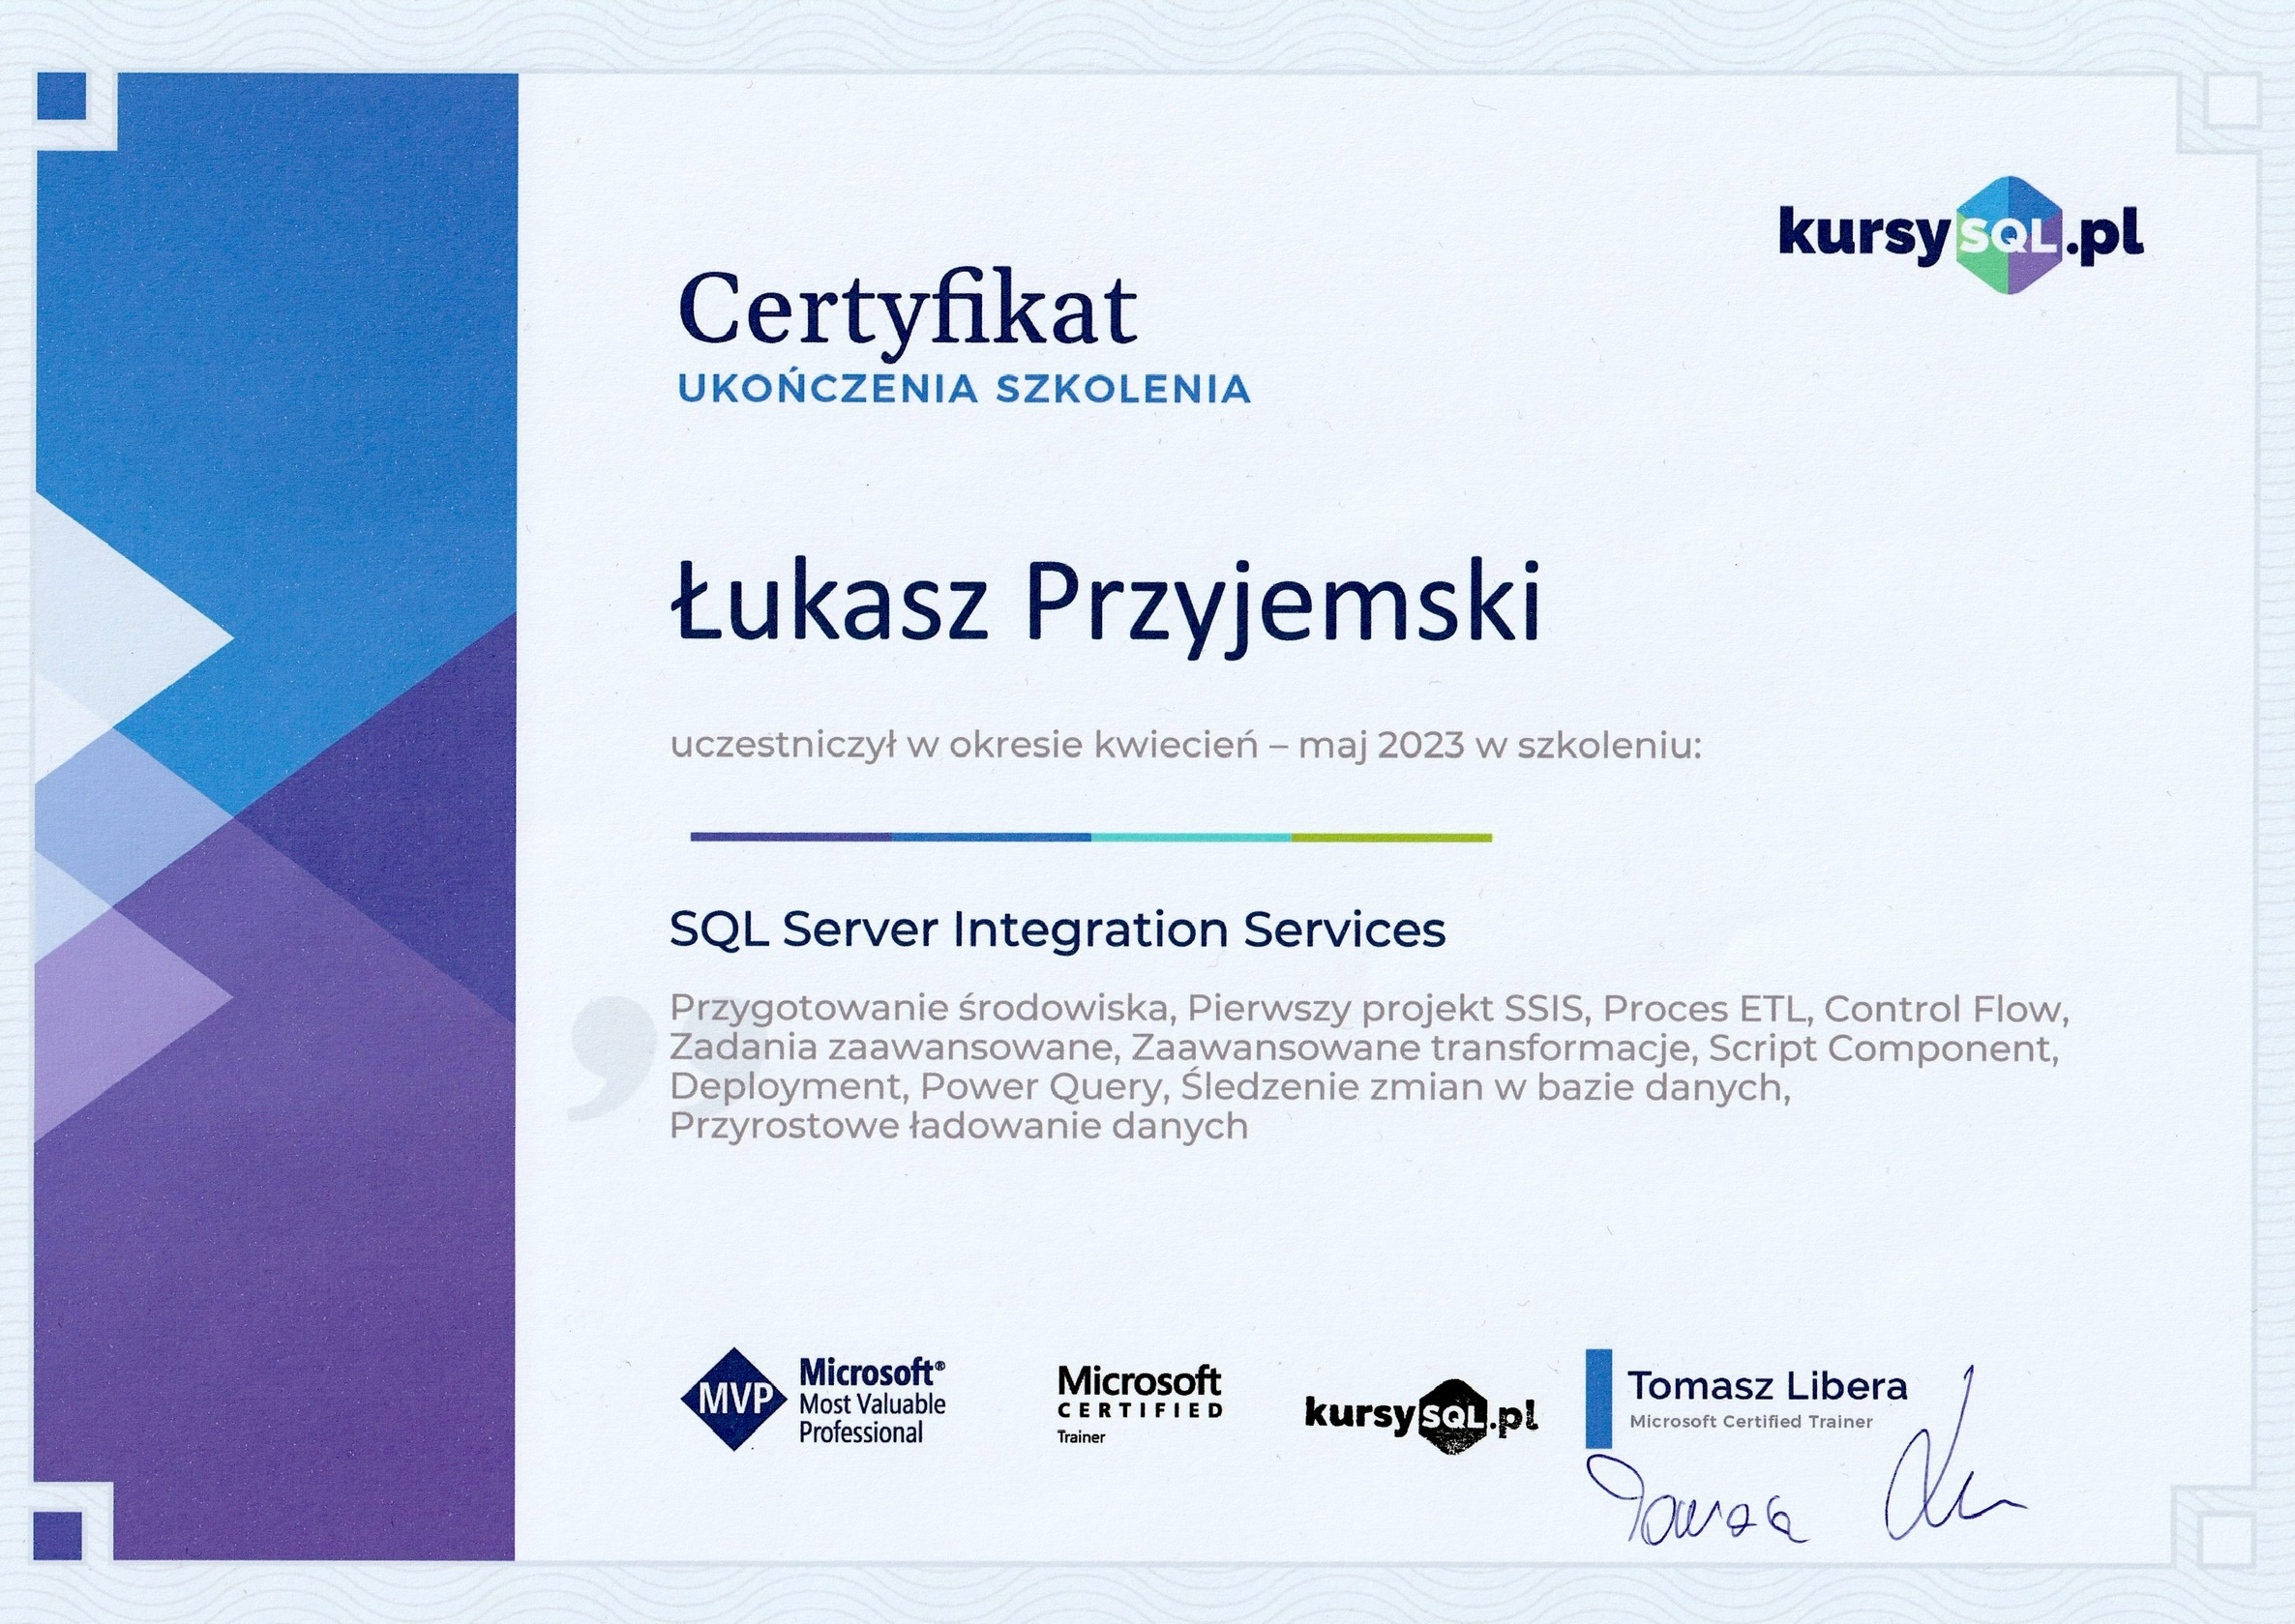 kursySQL.pl
Certyfikat
UKOŃCZENIA SZKOLENIA
Łukasz Przyjemski
uczestniczył w okresie kwiecień – maj 2023 w szkoleniu:
SQL Server Integration Services
Przygotowanie środowiska, Pierwszy projekt SSIS, Proces ETL, Control Flow,
Zadania zaawansowane, Zaawansowane transformacje, Script Component,
Deployment, Power Query, Śledzenie zmian w bazie danych,
Przyrostowe ładowanie danych
MVP
Microsoft®
Most Valuable
Professional
Microsoft
CERTIFIED
Trainer
kursySQL.pl
Tomasz Libera
Microsoft Certified Trainer